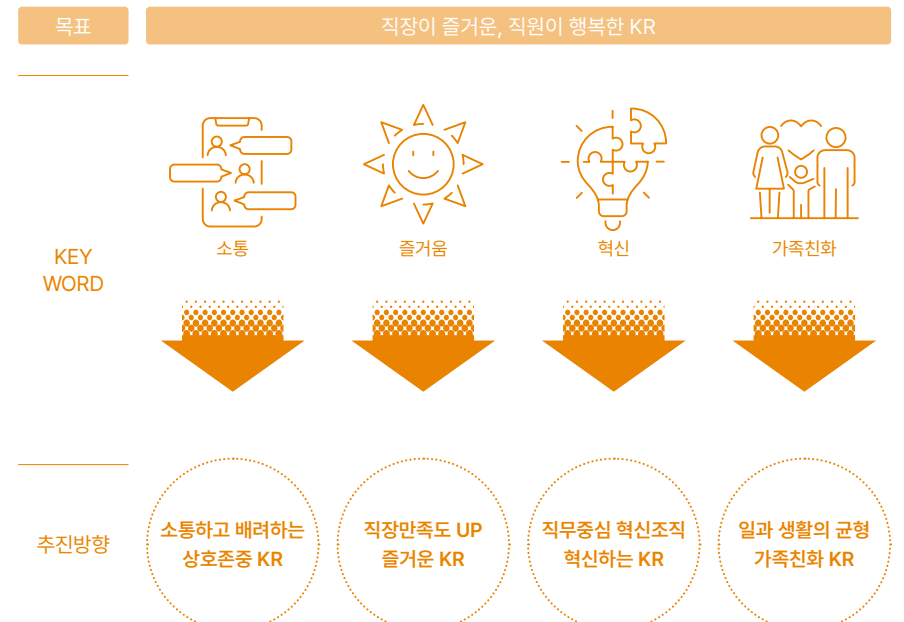 목표
직장이 즐거운, 직원이 행복한 KR
KEY
WORD
소통
즐거움
혁신
가족친화
추진방향
소통하고 배려하는
상호존중 KR
직장만족도 UP
즐거운 KR
직무중심 혁신조직
혁신하는 KR
일과 생활의 균형
가족친화 KR